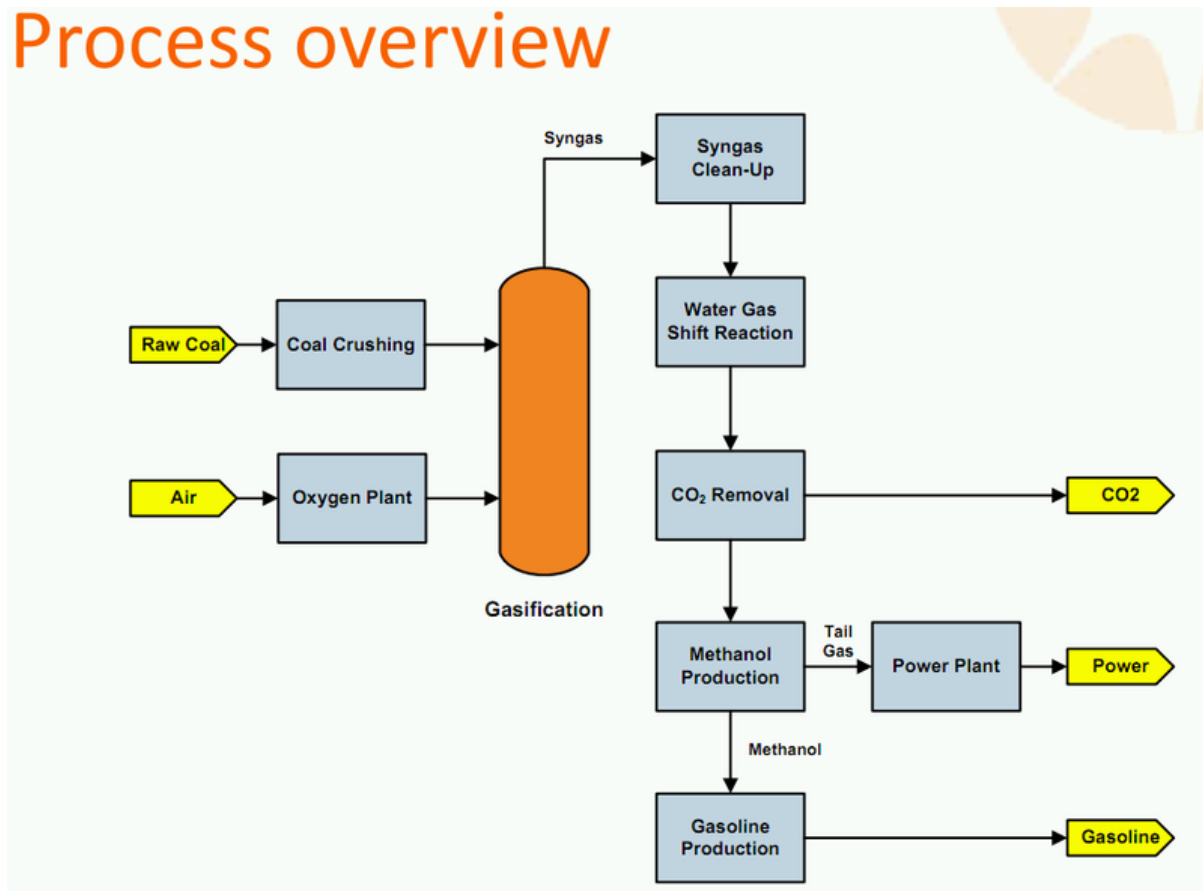 Process overview
Syngas
Syngas
Clean-Up
Water Gas
Shift Reaction
Raw Coal
Coal Crushing
Air
Oxygen Plant
CO₂ Removal
CO2
Gasification
Methanol
Production
Tail
Gas
Power Plant
Power
Methanol
Gasoline
Production
Gasoline